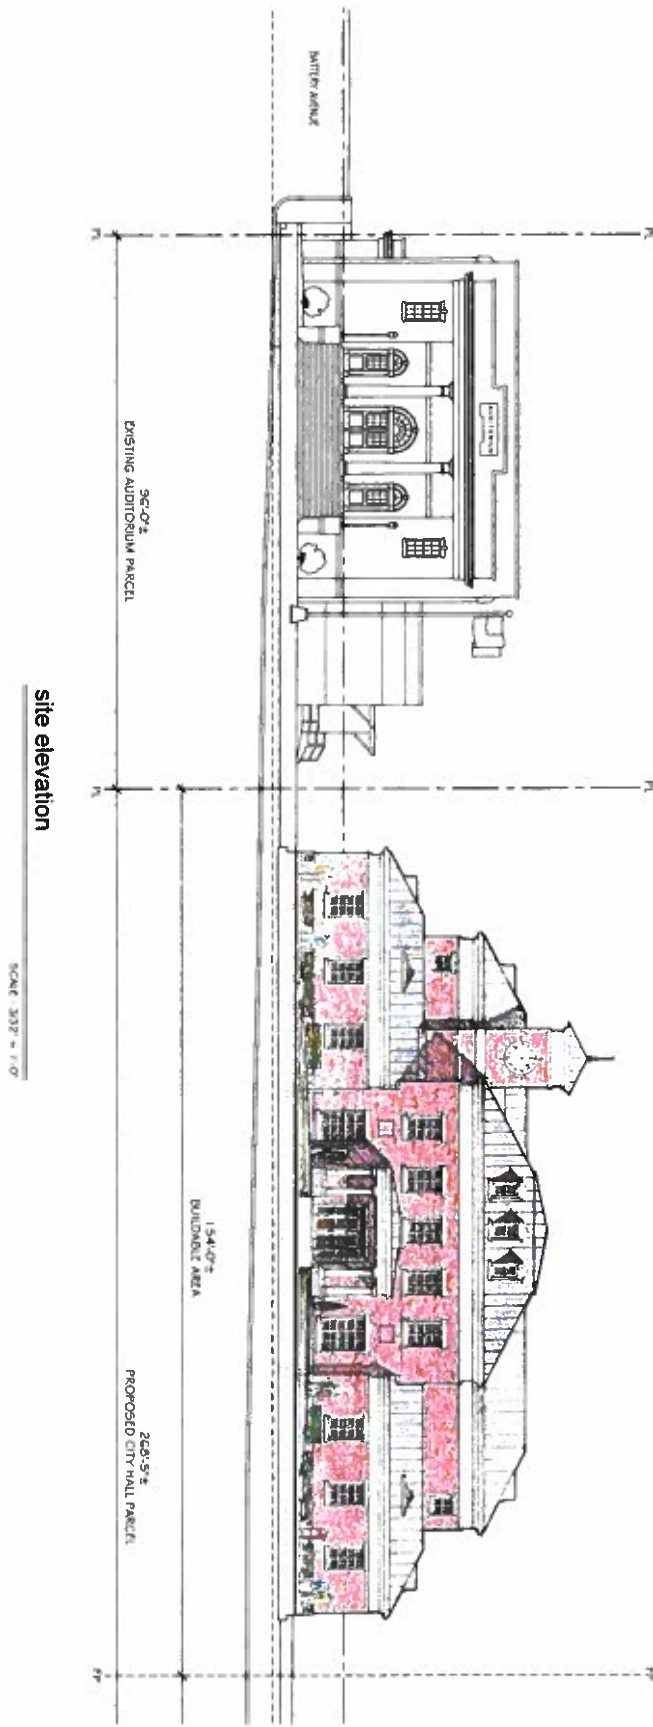 BATTERY AVENUE
AUDITORIUM
96'-0"±
EXISTING AUDITORIUM PARCEL
154'-0"±
BUILDABLE AREA
268'-5"±
PROPOSED CITY HALL PARCEL
site elevation
SCALE : 3/32" = 1'-0"